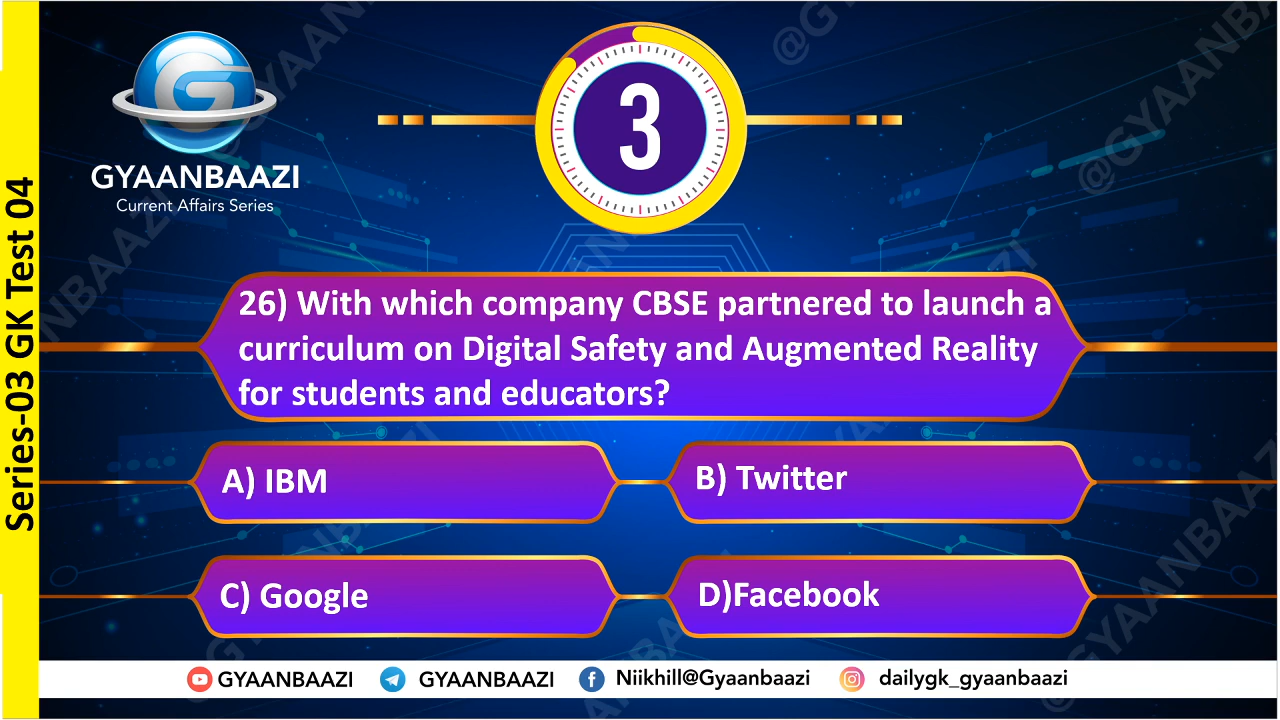 Series-03 GK Test 04
G
GYAANBAAZI
Current Affairs Series
3
26) With which company CBSE partnered to launch a
curriculum on Digital Safety and Augmented Reality
for students and educators?
A) IBM
B) Twitter
C) Google
D)Facebook
GYAANBAAZI GYAANBAAZI Niikhill@Gyaanbaazi dailygk_gyaanbaazi
@GYAANBAAZI